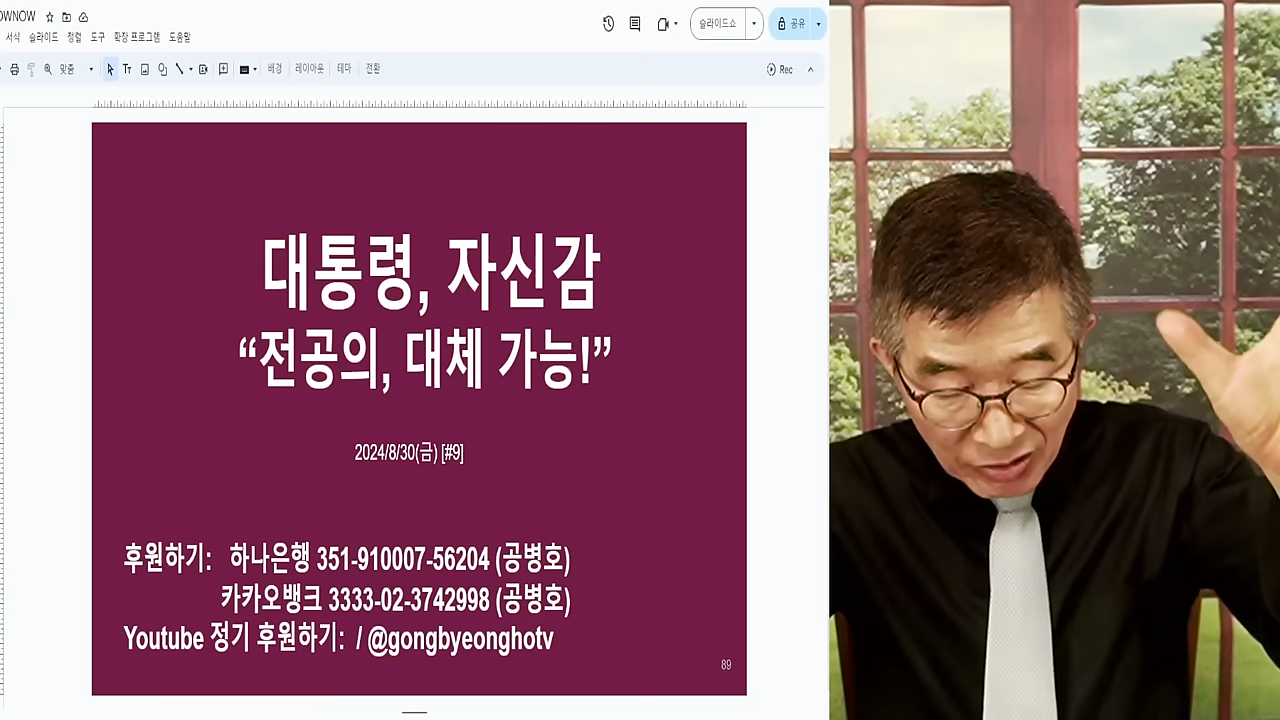 OWNOW
서식 슬라이드 정렬 도구 확장 프로그램 도움말
슬라이드쇼
공유
맞춤
Tт
배경
레이아웃
테마
전환
Rec
대통령, 자신감
“전공의, 대체 가능!”
2024/8/30(금) [#9]
후원하기: 하나은행 351-910007-56204 (공병호)
카카오뱅크 3333-02-3742998 (공병호)
Youtube 정기 후원하기: / @gongbyeonghotv
89